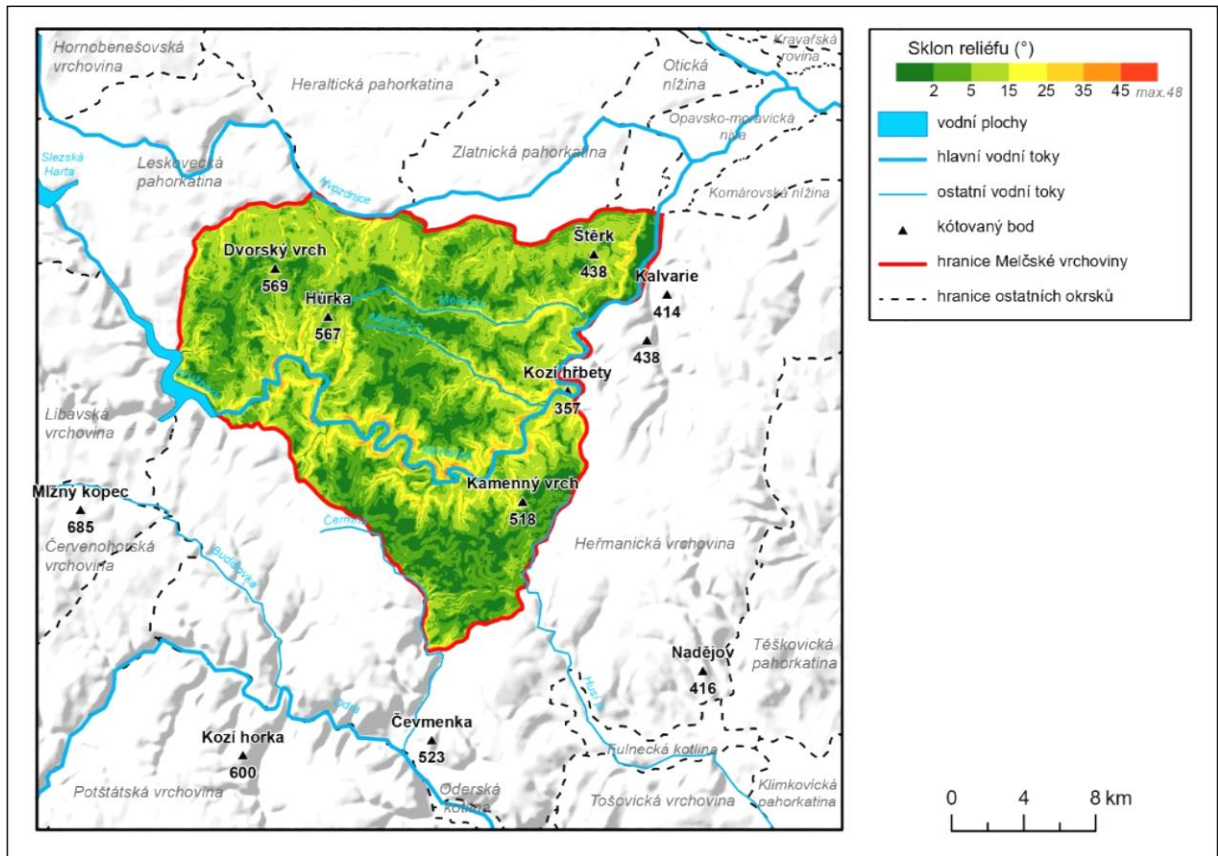 Hornobenešovská
vrchovina
Heraltická pahorkatina
Otická
nížina
Kravařská
rovina
Opavsko-moravická
niva
Zlatnická pahorkatina
Leskovecká
pahorkatina
Komárovská nížina
Slezská
Harta
Hvozdnice
Štěrk
438
Dvorský vrch
569
Kalvarie
414
Hůrka
567
438
Kozí hřbety
357
Libavská
vrchovina
Kamenný vrch
518
Mlžný kopec
685
Heřmanická vrchovina
Červenohorská
vrchovina
Budišovka
Nadějov
416
Těškovická
pahorkatina
Husí p.
Odra
Čevmenka
523
Kozí horka
600
Fulnecká kotlina
Potštátská vrchovina
Oderská
kotlina
Tošovická vrchovina
Klimkovická
pahorkatina
Sklon reliéfu (°)
2 5 15 25 35 45 max.48
vodní plochy
hlavní vodní toky
ostatní vodní toky
kótovaný bod
hranice Melčské vrchoviny
hranice ostatních okrsků
0 4 8 km